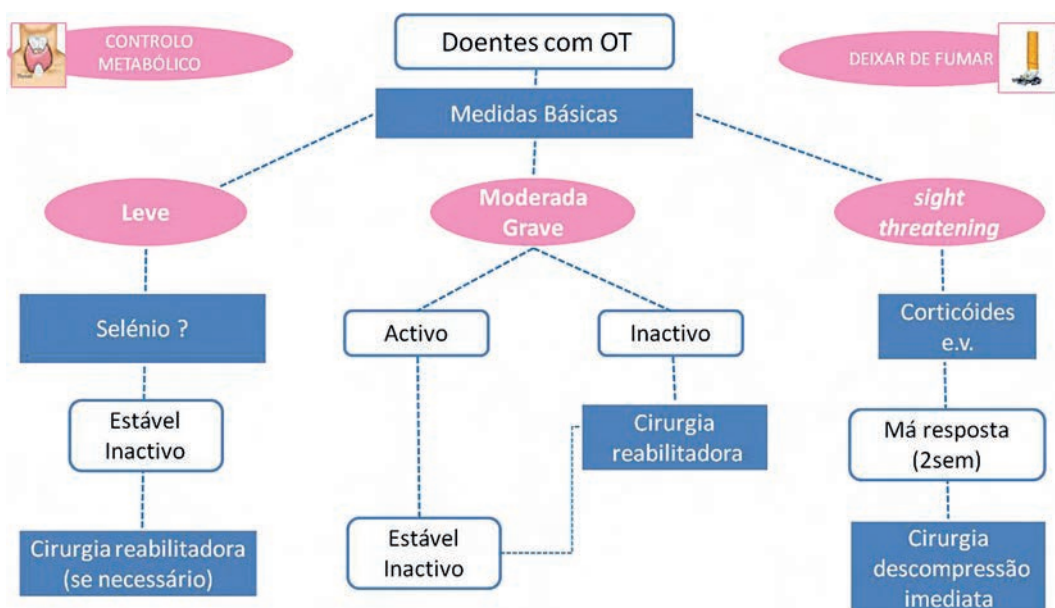 CONTROLO
METABÓLICO
Doentes com OT
DEIXAR DE FUMAR
Medidas Básicas
Leve
Moderada
Grave
sight
threatening
Selénio ?
Activo
Inactivo
Corticóides
e.v.
Estável
Inactivo
Cirurgia
reabilitadora
Má resposta
(2sem)
Cirurgia reabilitadora
(se necessário)
Estável
Inactivo
Cirurgia
descompressão
imediata